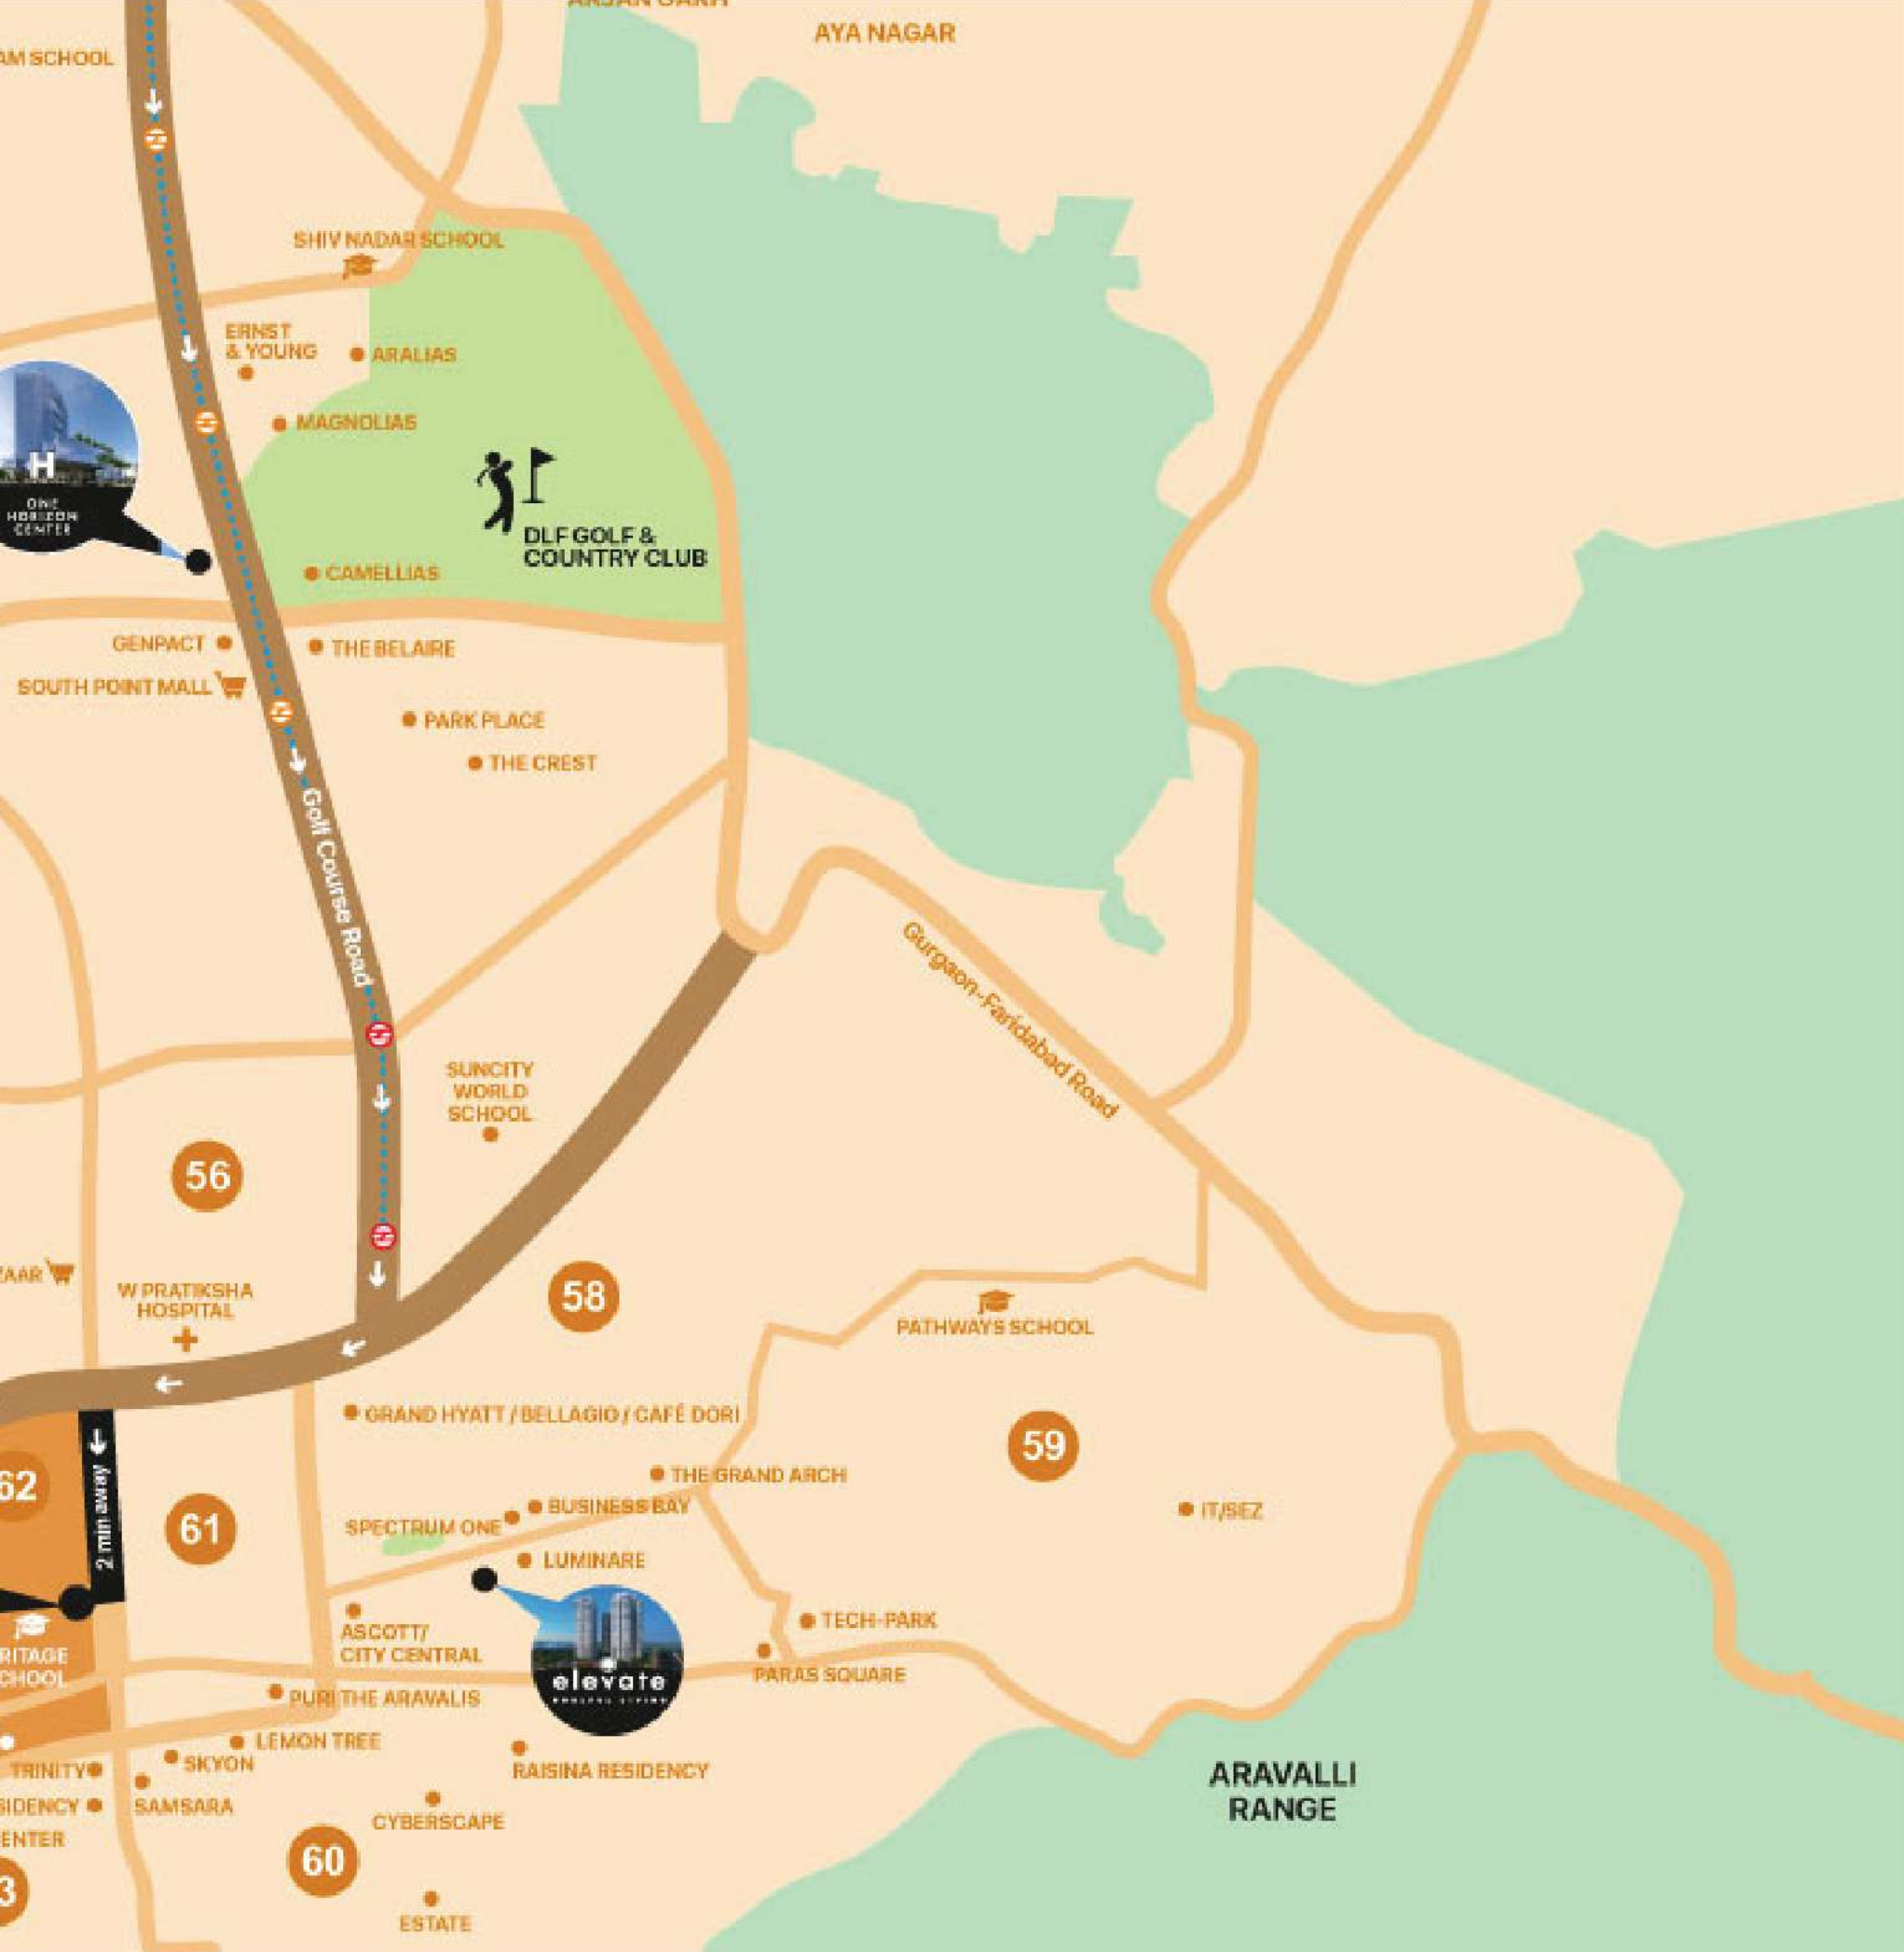 AYA NAGAR
AM SCHOOL
SHIV NADAR SCHOOL
ERNST
& YOUNG
ARALIAS
MAGNOLIAS
H
ONE
HORIZON
CENTER
DLF GOLF &
COUNTRY CLUB
CAMELLIAS
GENPACT
THE BELAIRE
SOUTH POINT MALL
PARK PLACE
THE CREST
Golf Course Road
Gurgaon-Faridabad Road
SUNCITY
WORLD
SCHOOL
56
ZAAR
W PRATIKSHA
HOSPITAL
58
PATHWAYS SCHOOL
GRAND HYATT / BELLAGIO / CAFÉ DORI
59
62
2 min away
61
THE GRAND ARCH
BUSINESS BAY
SPECTRUM ONE
IT/SEZ
LUMINARE
ASCOTT/
CITY CENTRAL
TECH-PARK
RITAGE
CHOOL
elevate
PARAS SQUARE
PURI THE ARAVALIS
LEMON TREE
SKYON
TRINITY
RAISINA RESIDENCY
ARAVALLI
RANGE
SIDENCY
SAMSARA
CYBERSCAPE
ENTER
60
3
ESTATE